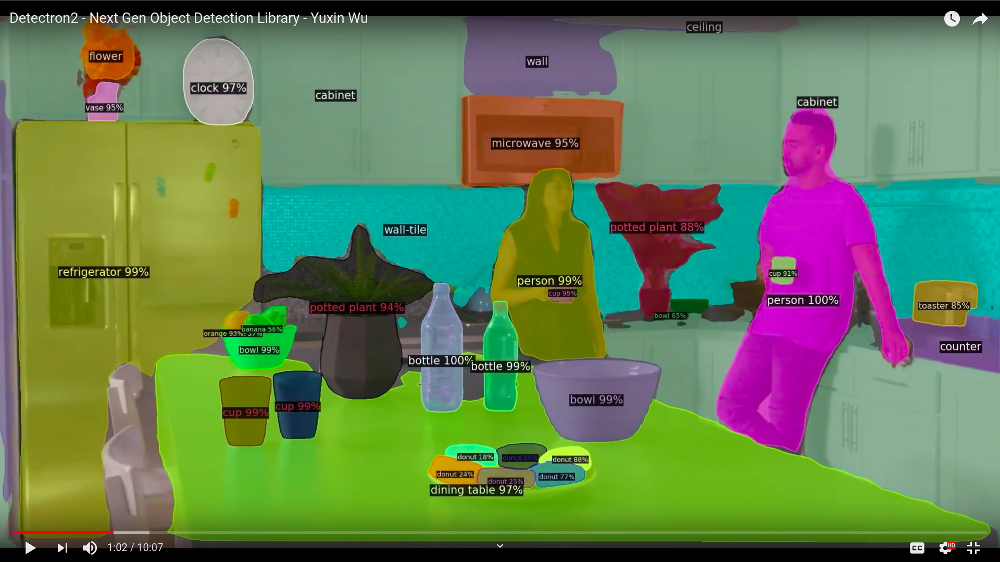 Detectron2 - Next Gen Object Detection Library - Yuxin Wu
ceiling
flower
wall
clock 97%
cabinet
cabinet
vase 95%
microwave 95%
potted plant 88%
wall-tile
refrigerator 99%
cup 91%
person 99%
cup 95%
person 100%
toaster 85%
potted plant 94%
bowl 65%
banana 56%
orange 93%
bowl 99%
counter
bottle 100%
bottle 99%
bowl 99%
cup 99%
cup 99%
donut 18%
donut 95%
donut 88%
donut 24%
donut 25%
donut 77%
dining table 97%
1:02 / 10:07
CC
HD